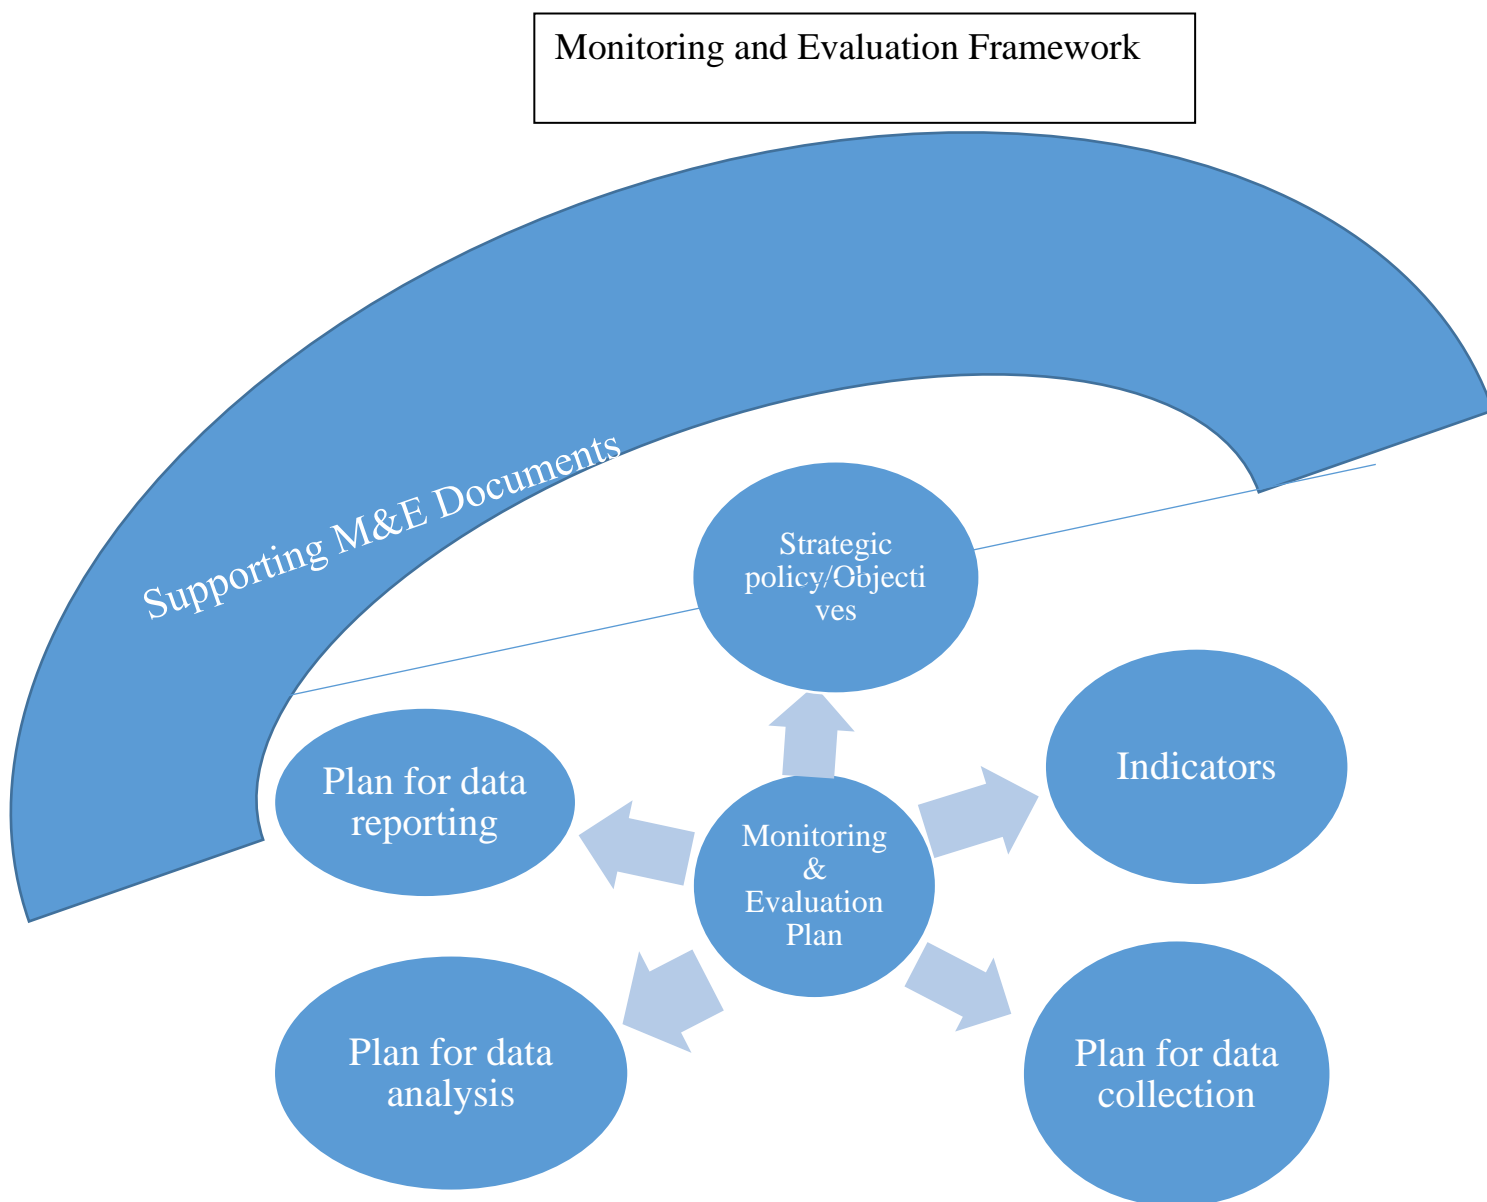 Monitoring and Evaluation Framework
Supporting M&E Documents
Strategic
policy/Objecti
ves
Indicators
Plan for data
reporting
Monitoring
&
Evaluation
Plan
Plan for data
analysis
Plan for data
collection